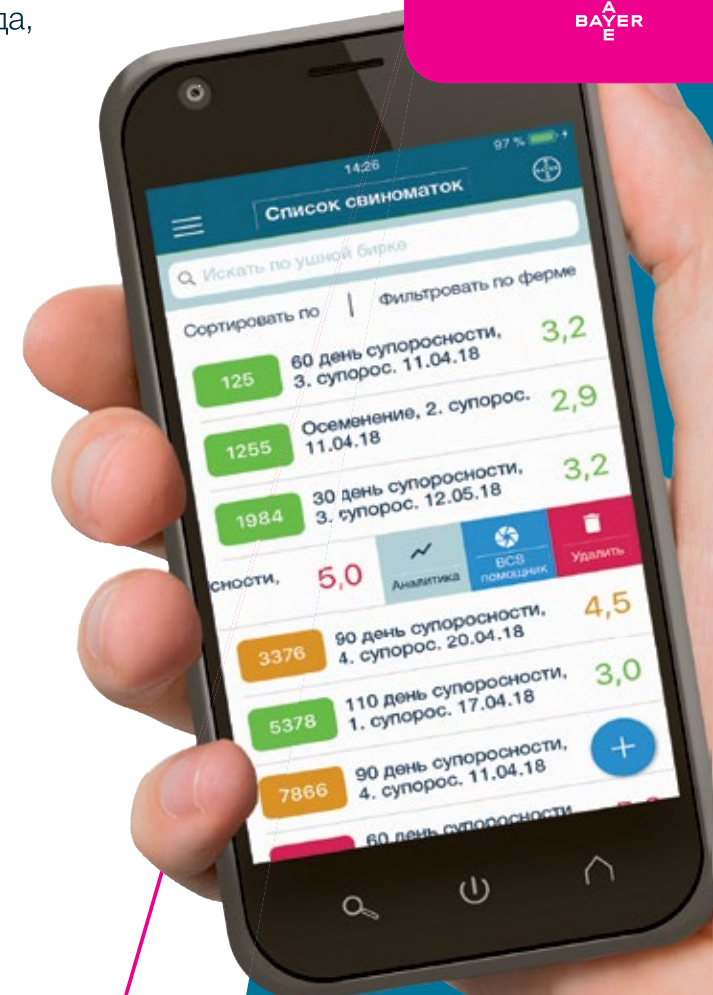 да,
BAYER
BAYER
97 %
14:26
Список свиноматок
Искать по ушной бирке
Сортировать по | Фильтровать по ферме
125 60 день супоросности, 3,2
3. супорос. 11.04.18
1255 Осеменение, 2. супорос. 2,9
11.04.18
1984 30 день супоросности, 3,2
3. супорос. 12.05.18
сности, 5,0 Аналитика BCS Удалить
помощник
3376 90 день супоросности, 4,5
4. супорос. 20.04.18
5378 110 день супоросности, 3,0
1. супорос. 17.04.18
7866 90 день супоросности, +
4. супорос. 11.04.18
60 день супоросности